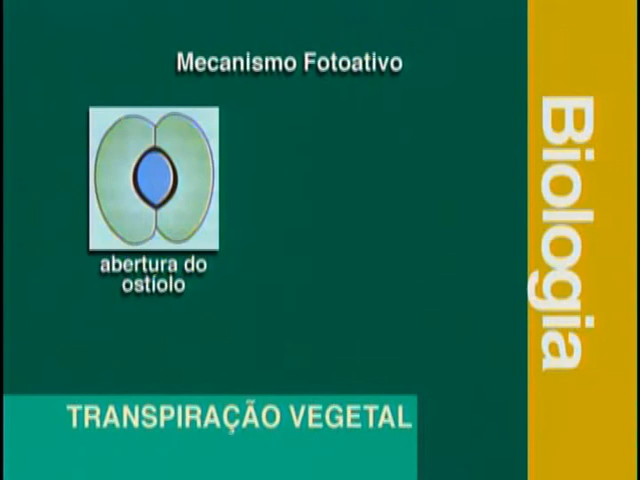 Mecanismo Fotoativo
abertura do
ostíolo
TRANSPIRAÇÃO VEGETAL
Biologia